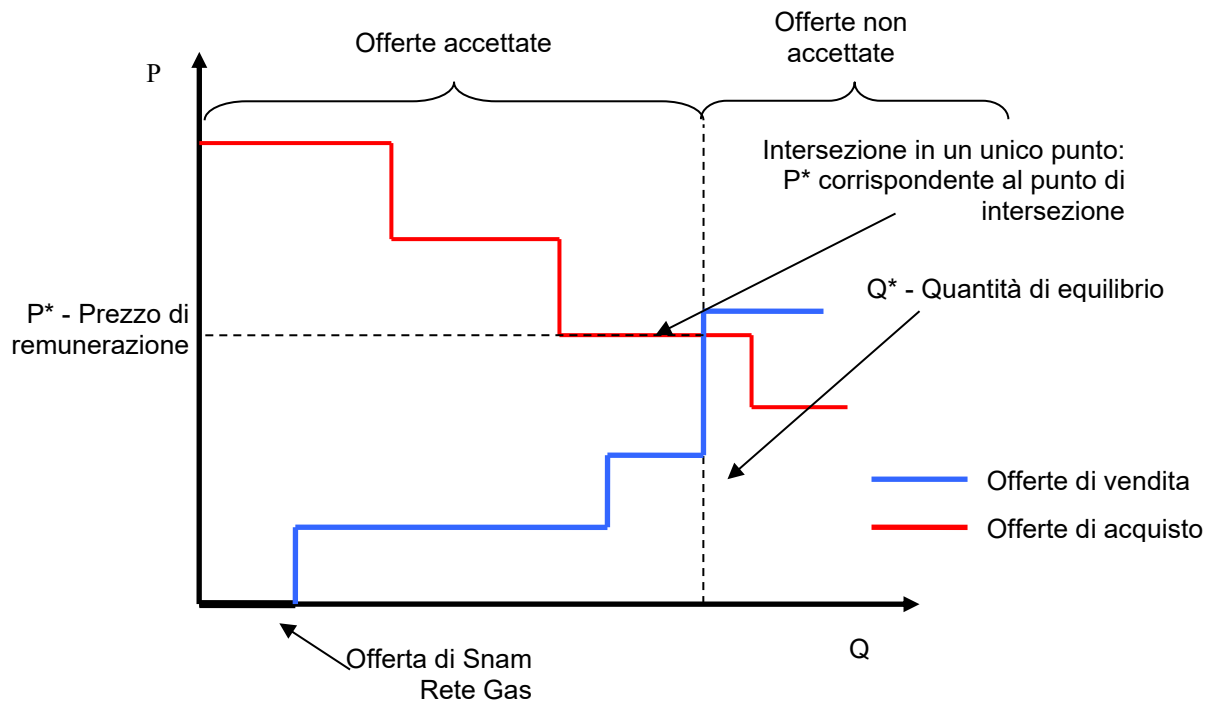 Offerte accettate
Offerte non
accettate
P
Intersezione in un unico punto:
P* corrispondente al punto di
intersezione
Q* - Quantità di equilibrio
P* - Prezzo di
remunerazione
Offerte di vendita
Offerte di acquisto
Q
Offerta di Snam
Rete Gas